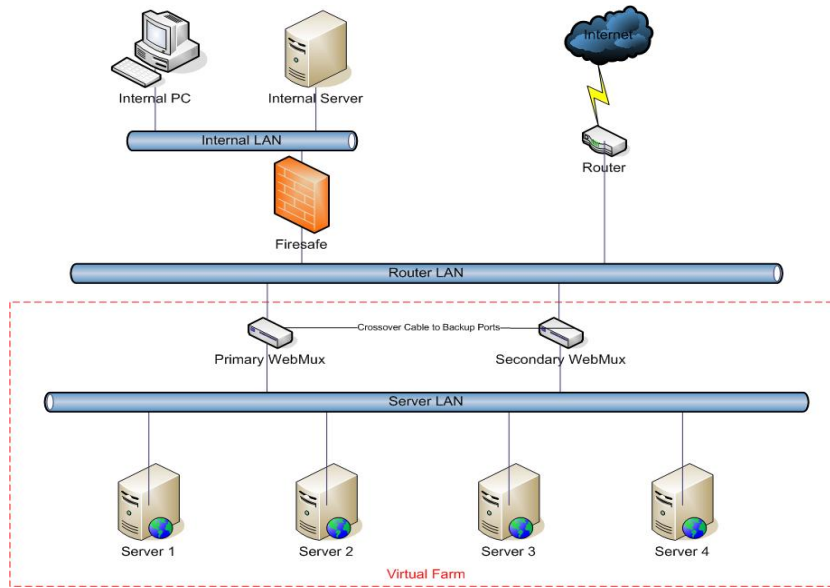 Internet
Internal PC
Internal Server
Internal LAN
Router
Firesafe
Router LAN
Crossover Cable to Backup Ports
Primary WebMux
Secondary WebMux
Server LAN
Server 1
Server 2
Server 3
Server 4
Virtual Farm